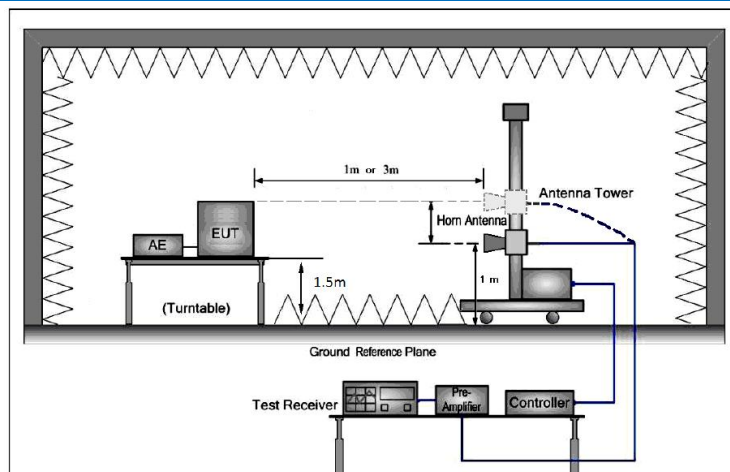 1m or 3m
Antenna Tower
Horn Antenna
EUT
AE
1.5m
1 m
(Turntable)
Ground Reference Plane
Test Receiver
Pre-
Amplifier
Controller